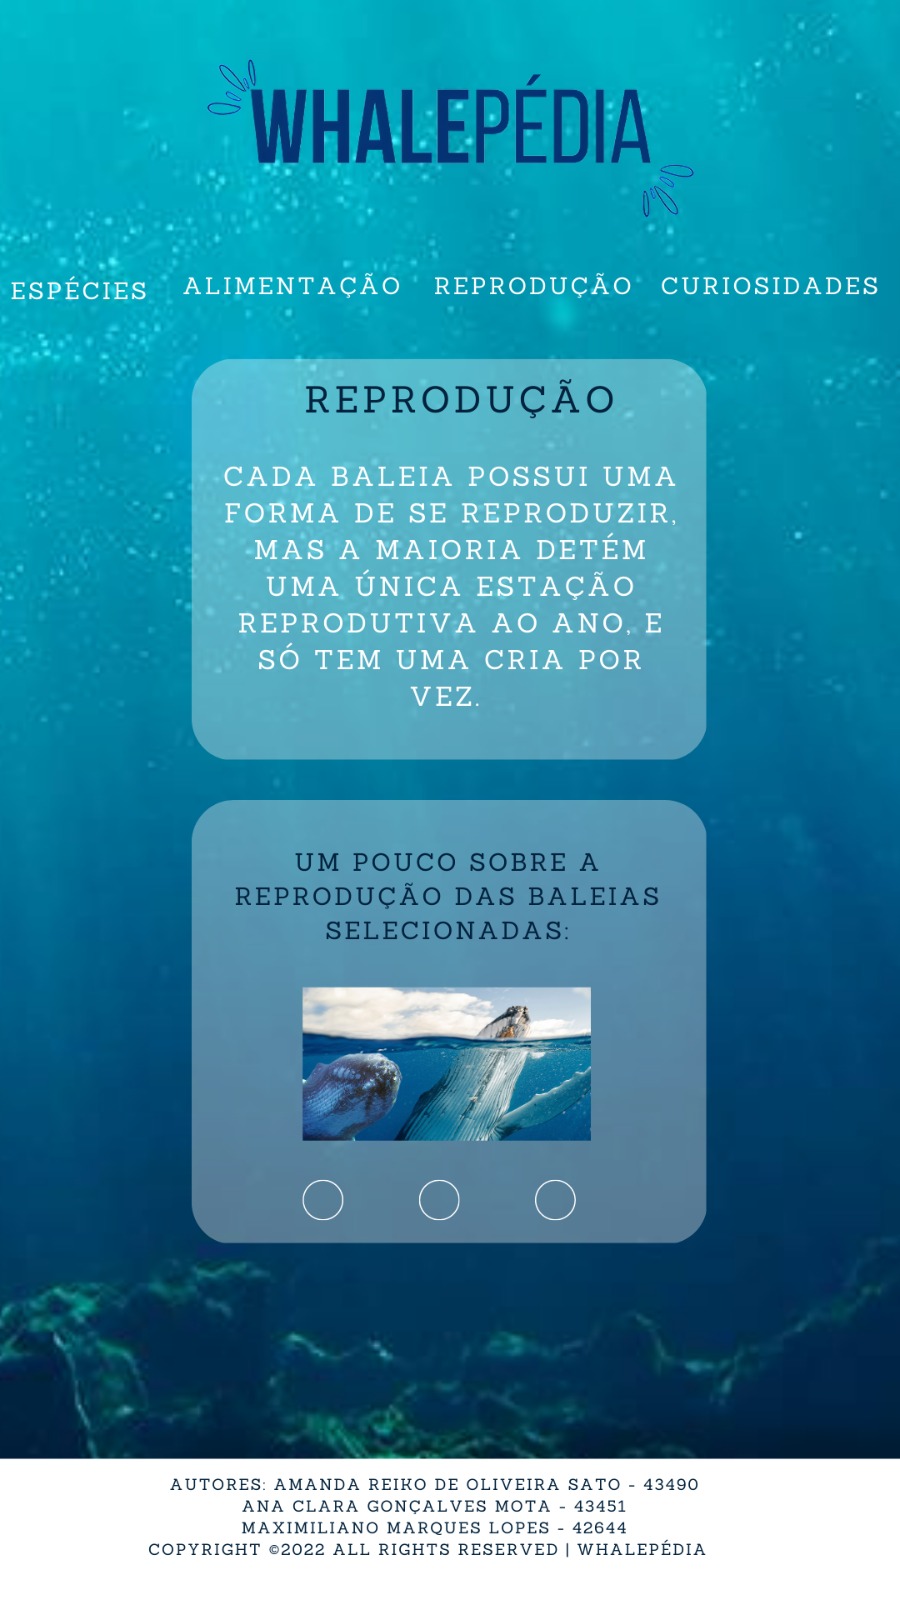 WHALEPÉDIA
ESPÉCIES ALIMENTAÇÃO REPRODUÇÃO CURIOSIDADES
REPRODUÇÃO
CADA BALEIA POSSUI UMA
FORMA DE SE REPRODUZIR,
MAS A MAIORIA DETÉM
UMA ÚNICA ESTAÇÃO
REPRODUTIVA AO ANO, E
SÓ TEM UMA CRIA POR
VEZ.
UM POUCO SOBRE A
REPRODUÇÃO DAS BALEIAS
SELECIONADAS:
AUTORES: AMANDA REIKO DE OLIVEIRA SATO - 43490
ANA CLARA GONÇALVES MOTA - 43451
MAXIMILIANO MARQUES LOPES - 42644
COPYRIGHT ©2022 ALL RIGHTS RESERVED | WHALEPÉDIA